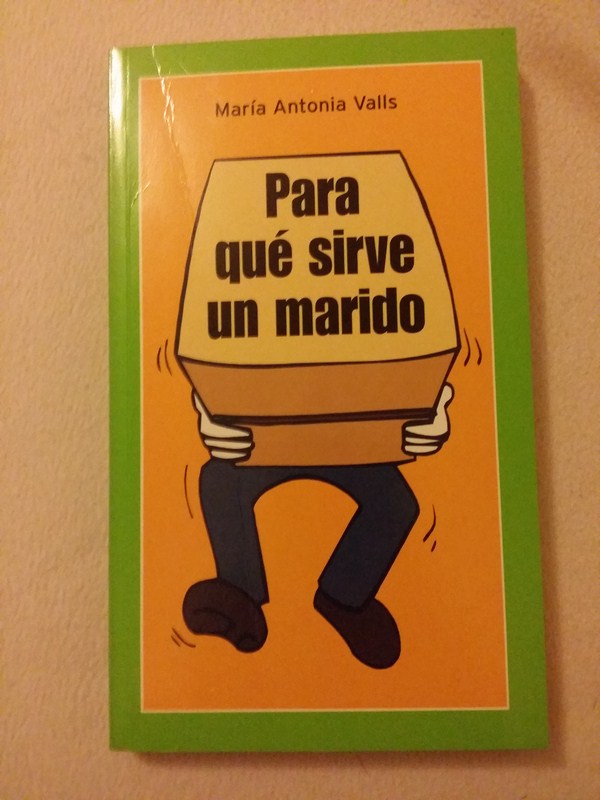 María Antonia Valls
Para
qué sirve
un marido